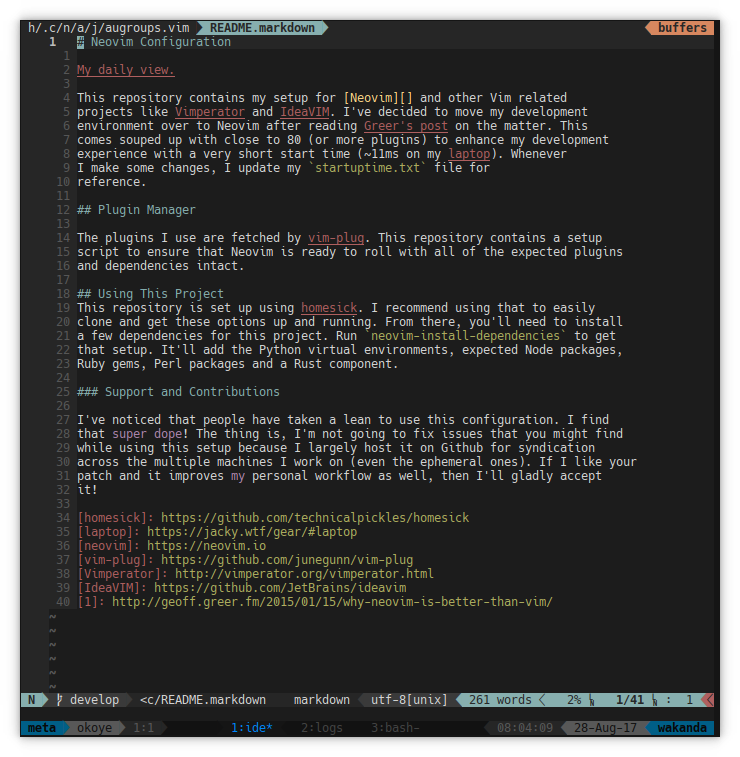 h/.c/n/a/j/augroups.vim README.markdown buffers
1 # Neovim Configuration
1
2 My daily view.
3
4 This repository contains my setup for [Neovim][] and other Vim related
5 projects like Vimperator and IdeaVIM. I've decided to move my development
6 environment over to Neovim after reading Greer's post on the matter. This
7 comes souped up with close to 80 (or more plugins) to enhance my development
8 experience with a very short start time (~11ms on my laptop). Whenever
9 I make some changes, I update my `startuptime.txt` file for
10 reference.
11
12 ## Plugin Manager
13
14 The plugins I use are fetched by vim-plug. This repository contains a setup
15 script to ensure that Neovim is ready to roll with all of the expected plugins
16 and dependencies intact.
17
18 ## Using This Project
19 This repository is set up using homesick. I recommend using that to easily
20 clone and get these options up and running. From there, you'll need to install
21 a few dependencies for this project. Run `neovim-install-dependencies` to get
22 that setup. It'll add the Python virtual environments, expected Node packages,
23 Ruby gems, Perl packages and a Rust component.
24
25 ### Support and Contributions
26
27 I've noticed that people have taken a lean to use this configuration. I find
28 that super dope! The thing is, I'm not going to fix issues that you might find
29 while using this setup because I largely host it on Github for syndication
30 across the multiple machines I work on (even the ephemeral ones). If I like your
31 patch and it improves my personal workflow as well, then I'll gladly accept
32 it!
33
34 [homesick]: https://github.com/technicalpickles/homesick
35 [laptop]: https://jacky.wtf/gear/#laptop
36 [neovim]: https://neovim.io
37 [vim-plug]: https://github.com/junegunn/vim-plug
38 [Vimperator]: http://vimperator.org/vimperator.html
39 [IdeaVIM]: https://github.com/JetBrains/ideavim
40 [1]: http://geoff.greer.fm/2015/01/15/why-neovim-is-better-than-vim/
~
~
~
~
~
~
N develop <c/README.markdown markdown utf-8[unix] 261 words 2% 1/41 : 1
meta okoye 1:1 1:ide* 2:logs 3:bash- 08:04:09 28-Aug-17 wakanda